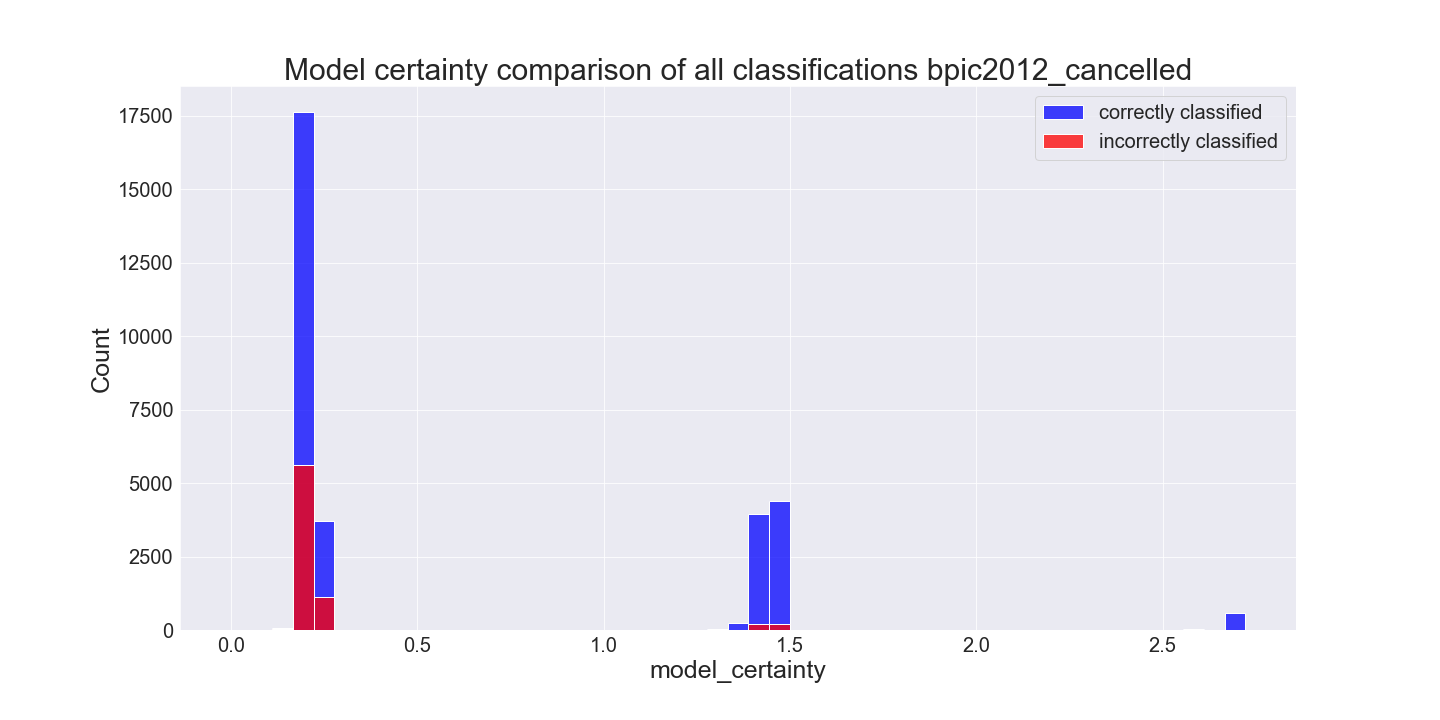 Model certainty comparison of all classifications bpic2012_cancelled
correctly classified
incorrectly classified
17500
15000
12500
10000
7500
5000
2500
0
Count
0.0 0.5 1.0 1.5 2.0 2.5
model_certainty